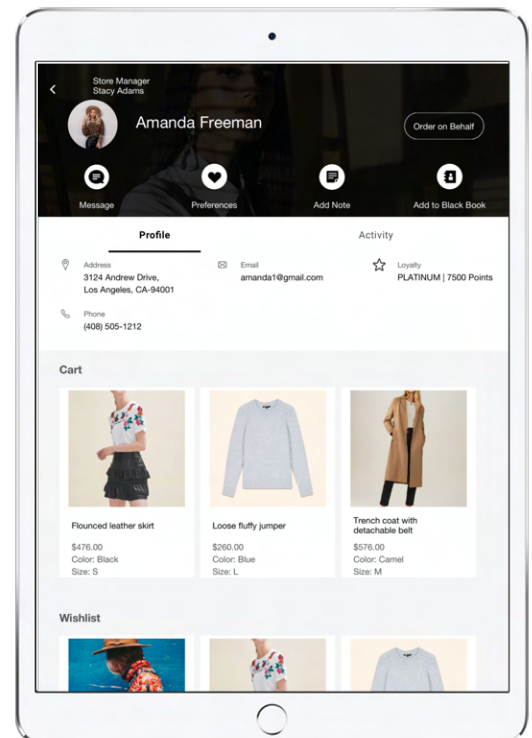 Store Manager
Stacy Adams
Amanda Freeman
Order on Behalf
Message
Preferences
Add Note
Add to Black Book
Profile
Activity
Address
3124 Andrew Drive,
Los Angeles, CA-94001
Email
amanda1@gmail.com
Loyalty
PLATINUM | 7500 Points
Phone
(408) 505-1212
Cart
Flounced leather skirt
$476.00
Color: Black
Size: S
Loose fluffy jumper
$260.00
Color: Blue
Size: L
Trench coat with
detachable belt
$576.00
Color: Camel
Size: M
Wishlist